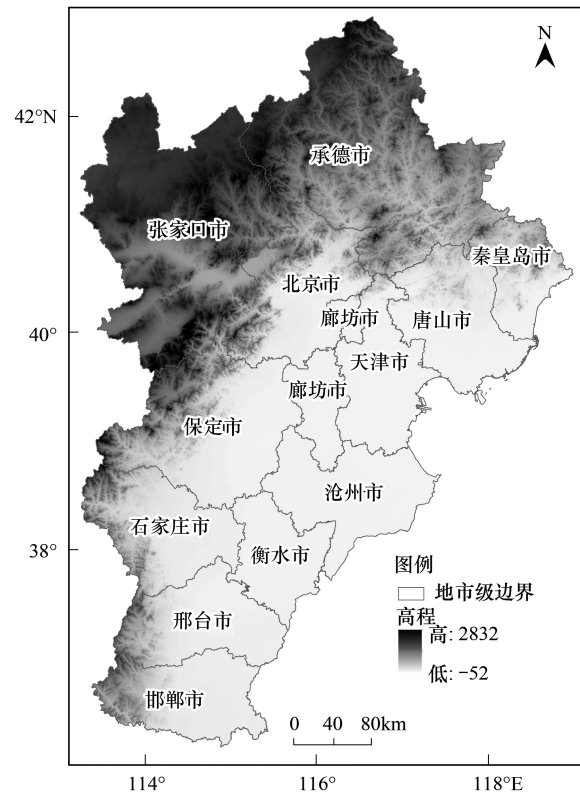 N
42°N
承德市
张家口市
秦皇岛市
北京市
廊坊市
唐山市
40°
天津市
廊坊市
保定市
沧州市
石家庄市
38°
衡水市
图例
地市级边界
高程
邢台市
高: 2832
低: -52
邯郸市
0 40 80km
114° 116° 118°E